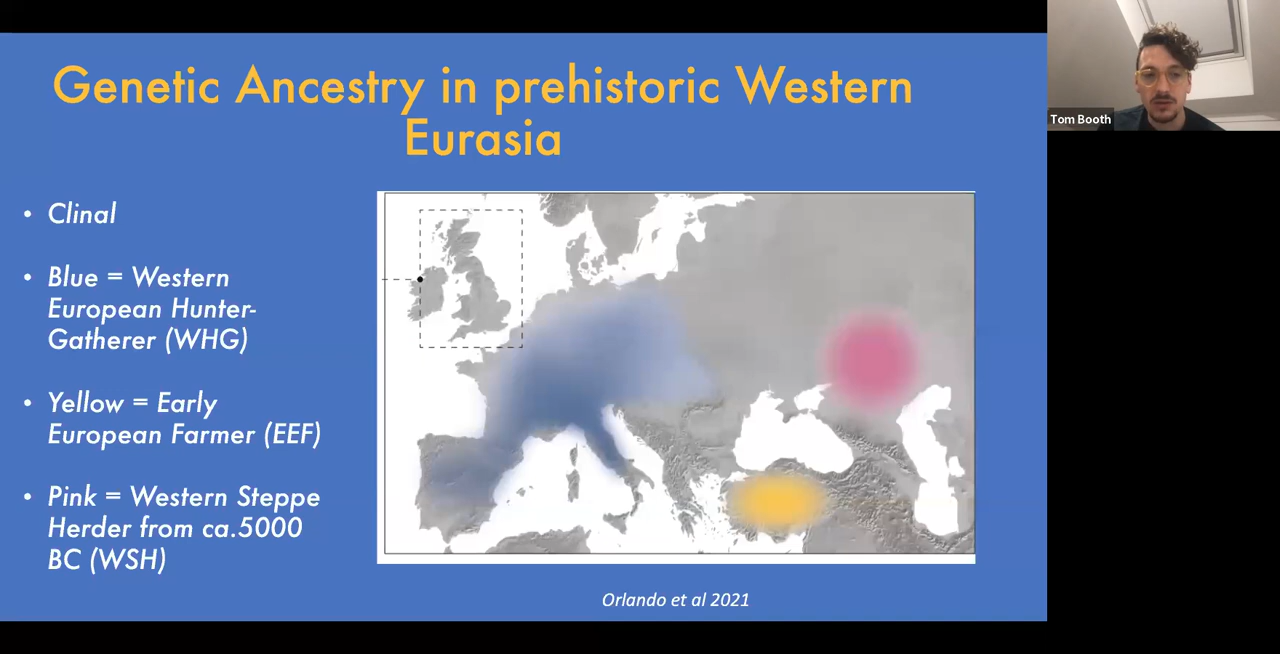 Genetic Ancestry in prehistoric Western
Eurasia
• Clinal
• Blue = Western
European Hunter-
Gatherer (WHG)
• Yellow = Early
European Farmer (EEF)
• Pink = Western Steppe
Herder from ca.5000
BC (WSH)
Orlando et al 2021
Tom Booth